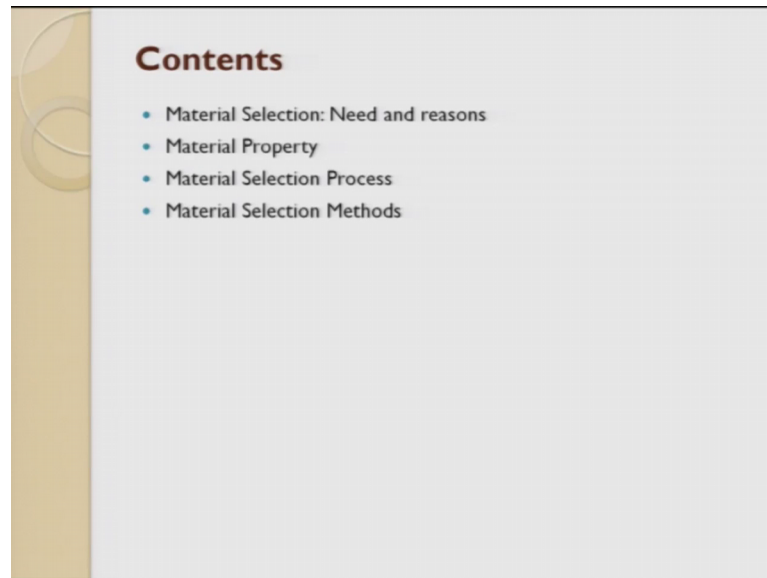 Contents
Material Selection: Need and reasons
Material Property
Material Selection Process
Material Selection Methods